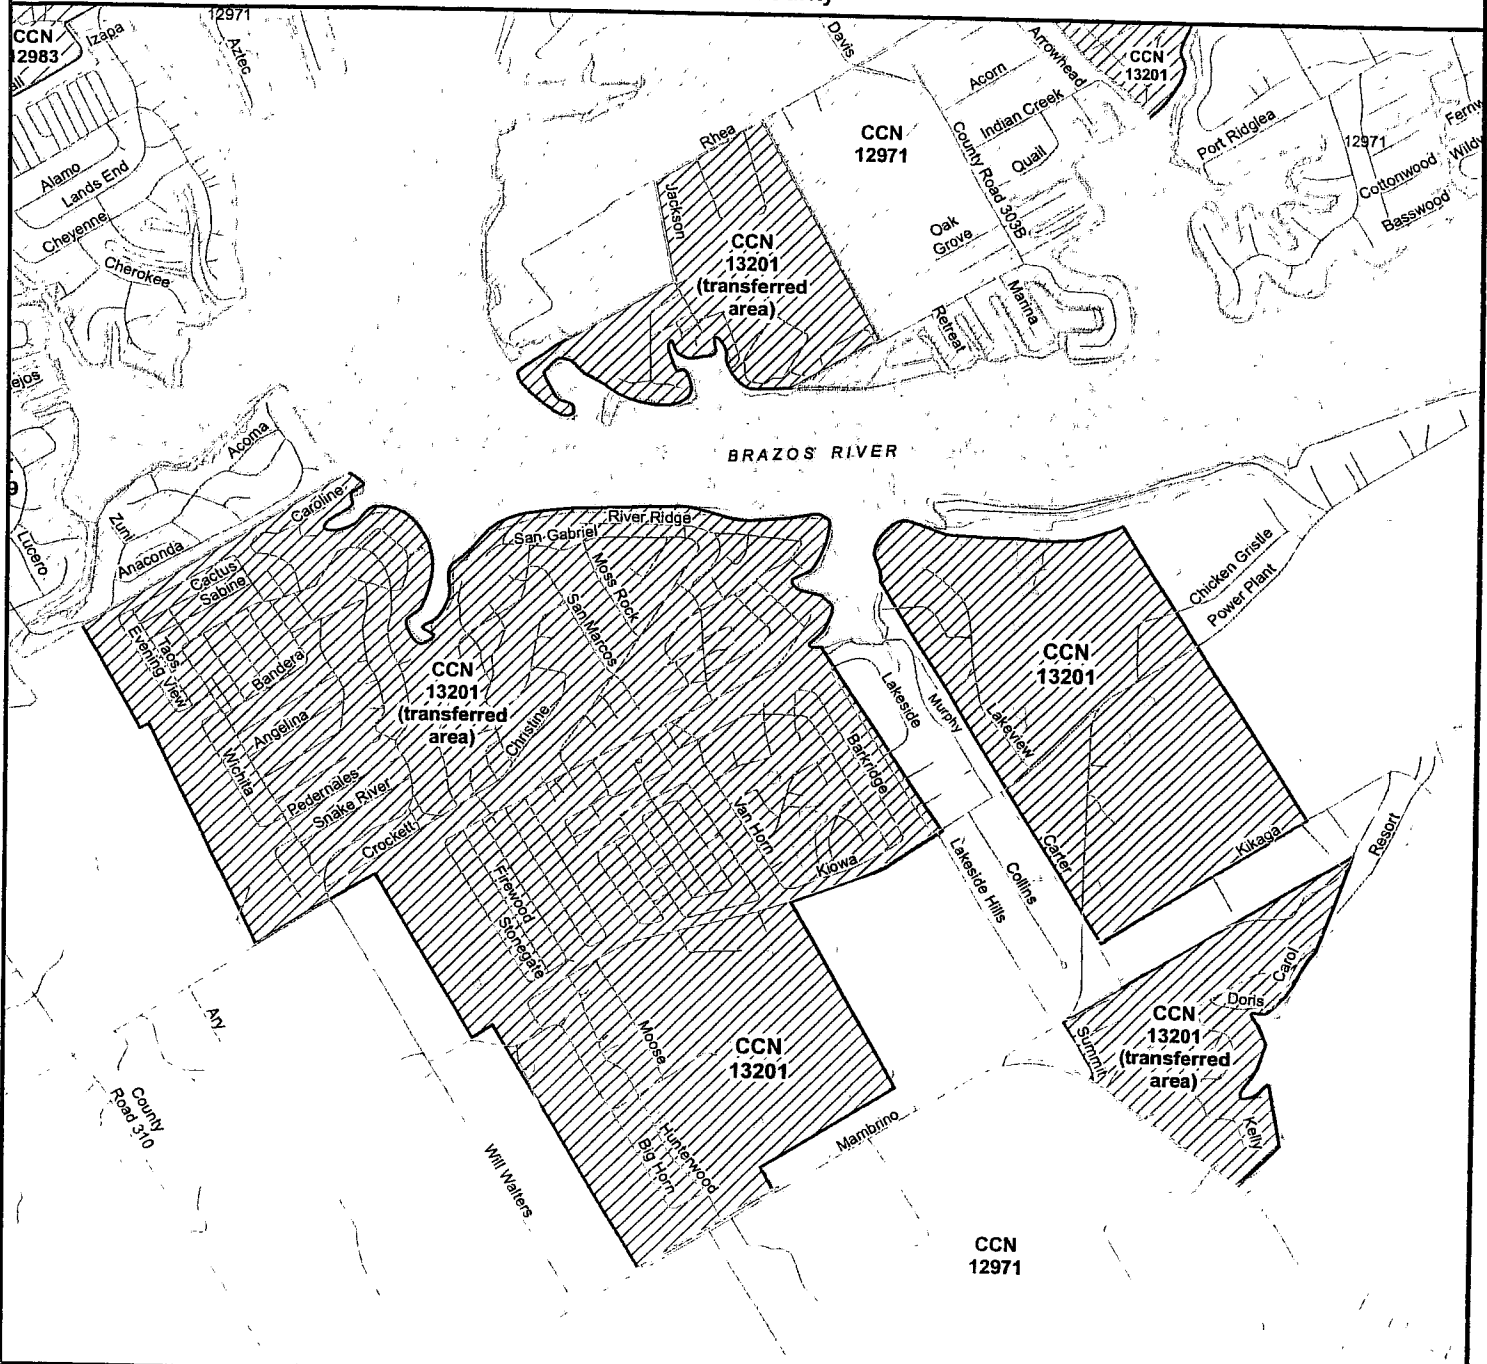 12971
CCN
12983
Izapa
Aztec
Davis
Arrowhead
CCN
13201
Acorn
Indian Creek
Quail
County Road 303B
Port Ridglea
12971
Cottonwood
Basswood
Rhea
CCN
12971
Jackson
Alamo
Lands End
Cheyenne
Cherokee
Oak
Grove
CCN
13201
(transferred
area)
Marina
Retreat
BRAZOS RIVER
Acoma
Caroline
Zuni
Anaconda
Lucero
River Ridge
San Gabriel
Moss Rock
San Marcos
Cactus
Sabine
Taos
Evening View
Bandera
Angelina
Wichita
Pedernales
Snake River
Crockett
CCN
13201
(transferred
area)
Christine
Chicken Gristle
Power Plant
CCN
13201
Lakeside
Murphy
Lakeview
Barkridge
Van Horn
Kiowa
Firewood
Stonegate
Lakeside Hills
Collins
Carter
Kikaga
Resort
Carol
Doris
CCN
13201
(transferred
area)
Summit
Kelly
Ary
County
Road 310
Moose
CCN
13201
Hunterwood
Big Horn
Mambrino
Will Walters
CCN
12971